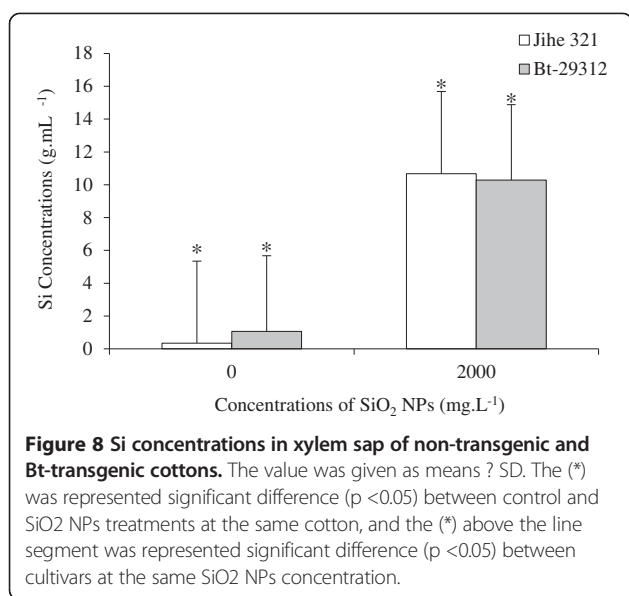 Jihe 321
Bt-29312
18
16
14
12
10
8
6
4
2
0
Si Concentrations (g.mL -1)
* * * *
0 2000
Concentrations of SiO2 NPs (mg.L-1)
Figure 8 Si concentrations in xylem sap of non-transgenic and
Bt-transgenic cottons. The value was given as means ? SD. The (*)
was represented significant difference (p <0.05) between control and
SiO2 NPs treatments at the same cotton, and the (*) above the line
segment was represented significant difference (p <0.05) between
cultivars at the same SiO2 NPs concentration.